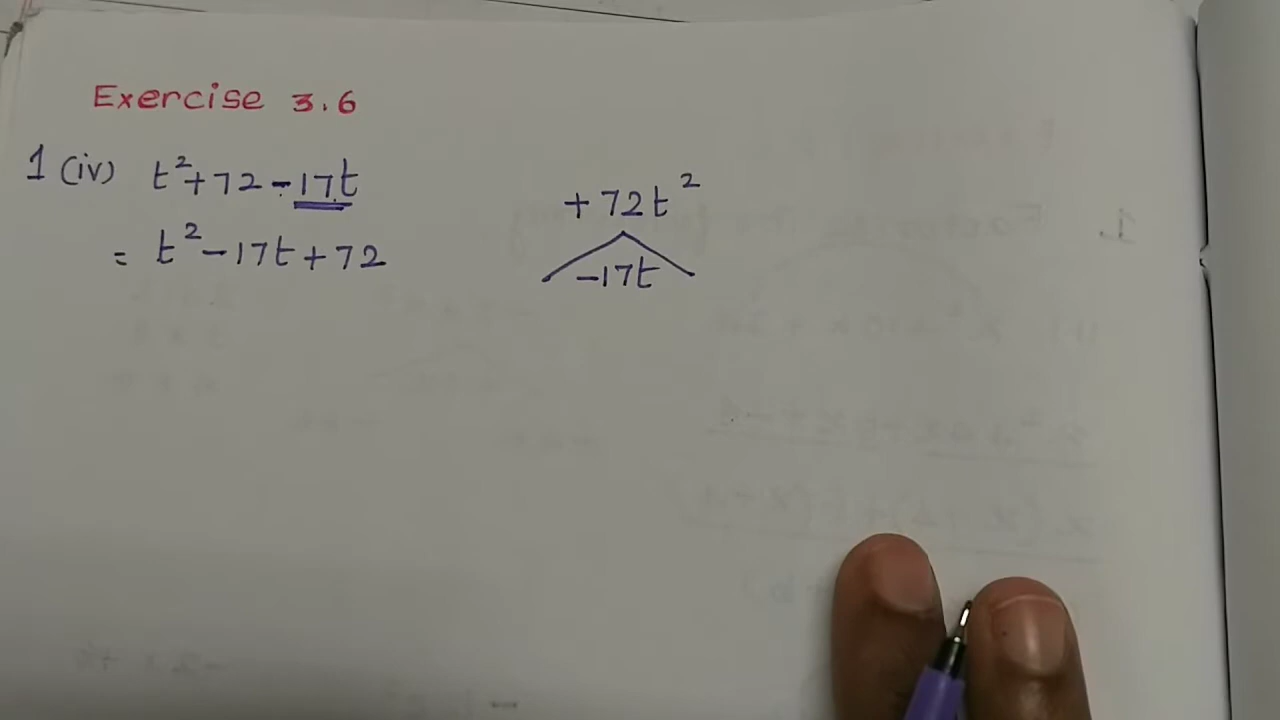 Exercise 3.6
1 (iv) t²+72-17t
= t²-17t+72
+72t²
-17t